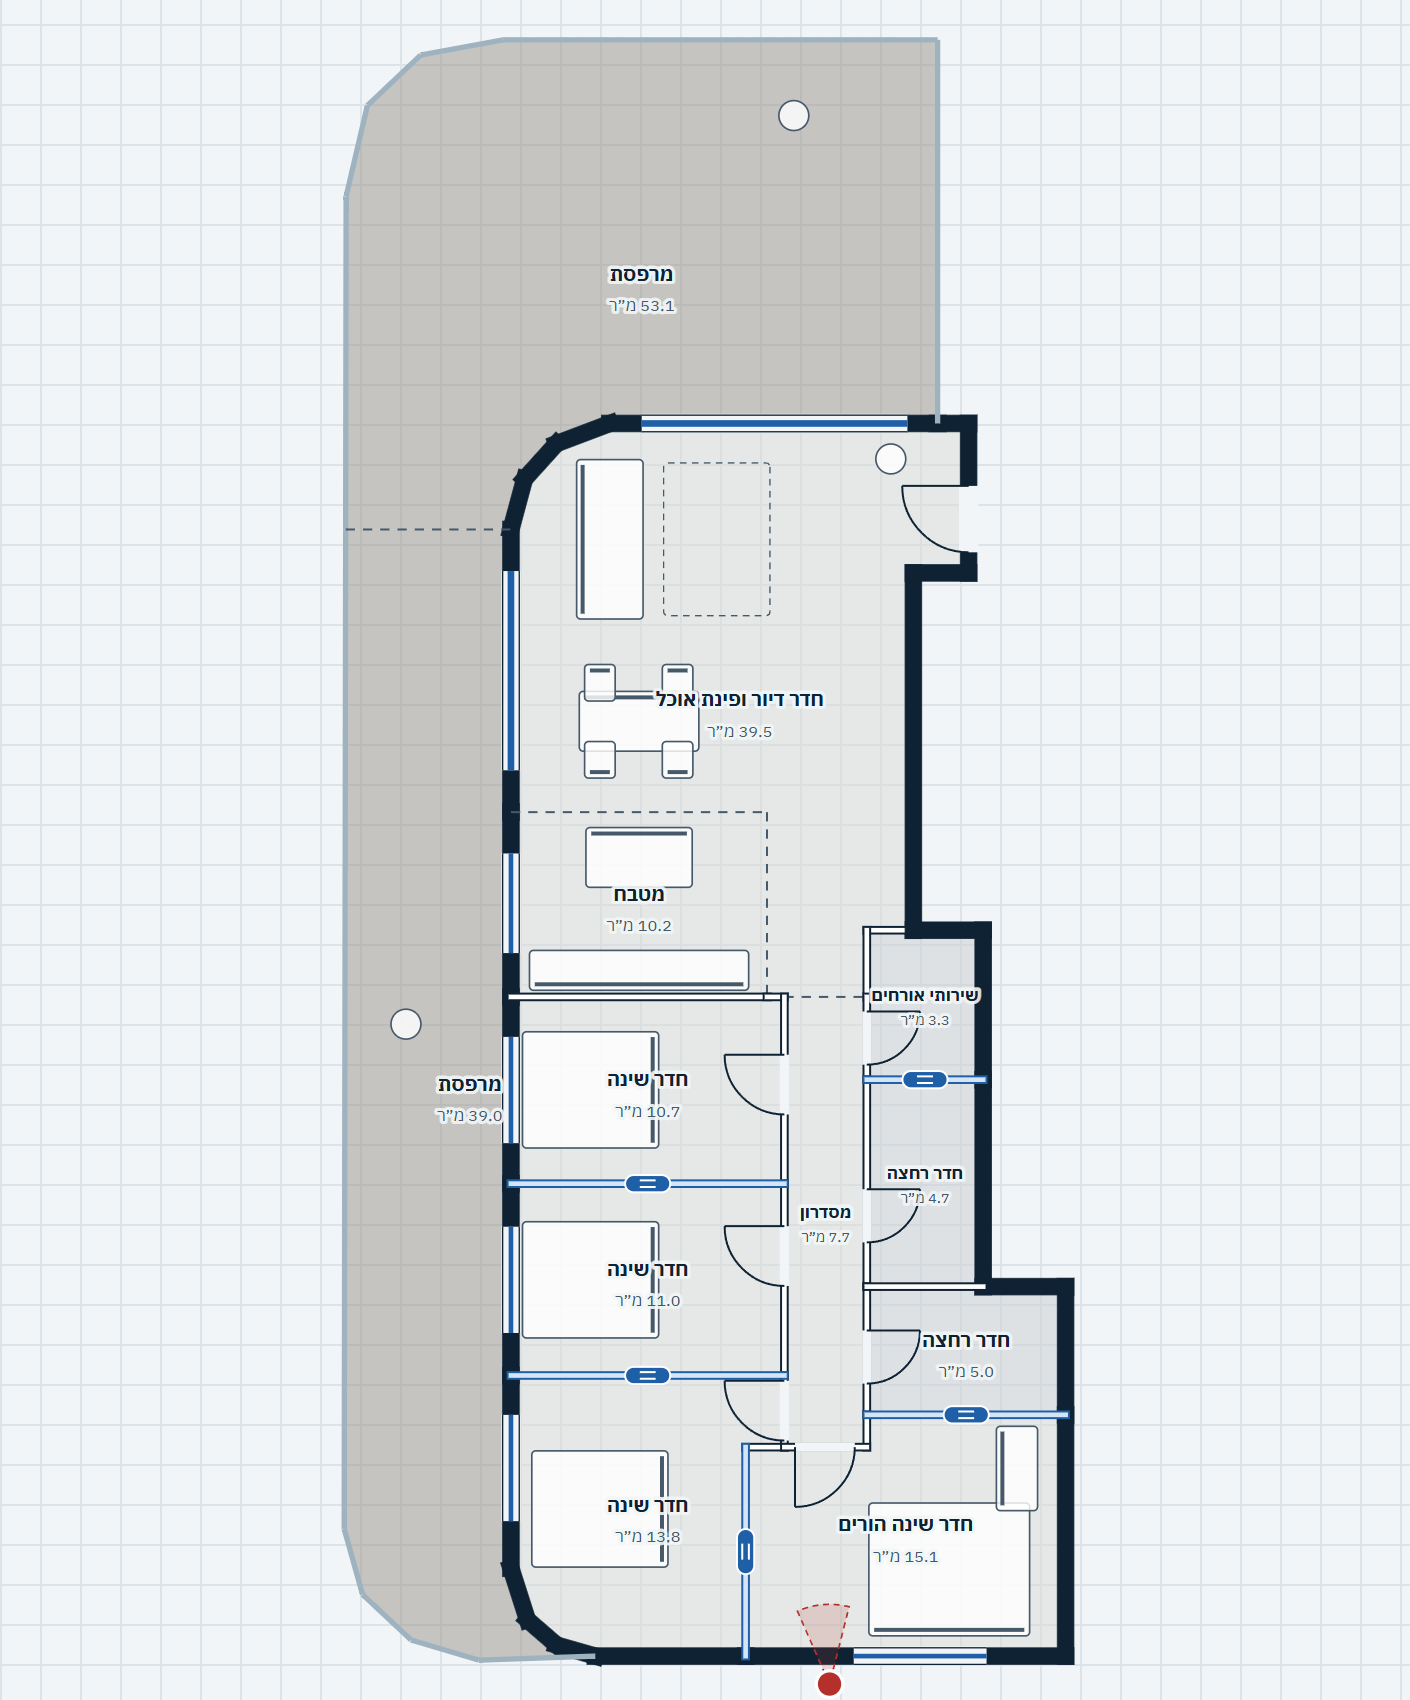 מרפסת
53.1 מ״ר
חדר דיור ופינת אוכל
39.5 מ״ר
מטבח
10.2 מ״ר
שירותי אורחים
3.3 מ״ר
חדר שינה
10.7 מ״ר
מרפסת
39.0 מ״ר
חדר רחצה
4.7 מ״ר
מסדרון
7.7 מ״ר
חדר שינה
11.0 מ״ר
חדר רחצה
5.0 מ״ר
חדר שינה
13.8 מ״ר
חדר שינה הורים
15.1 מ״ר